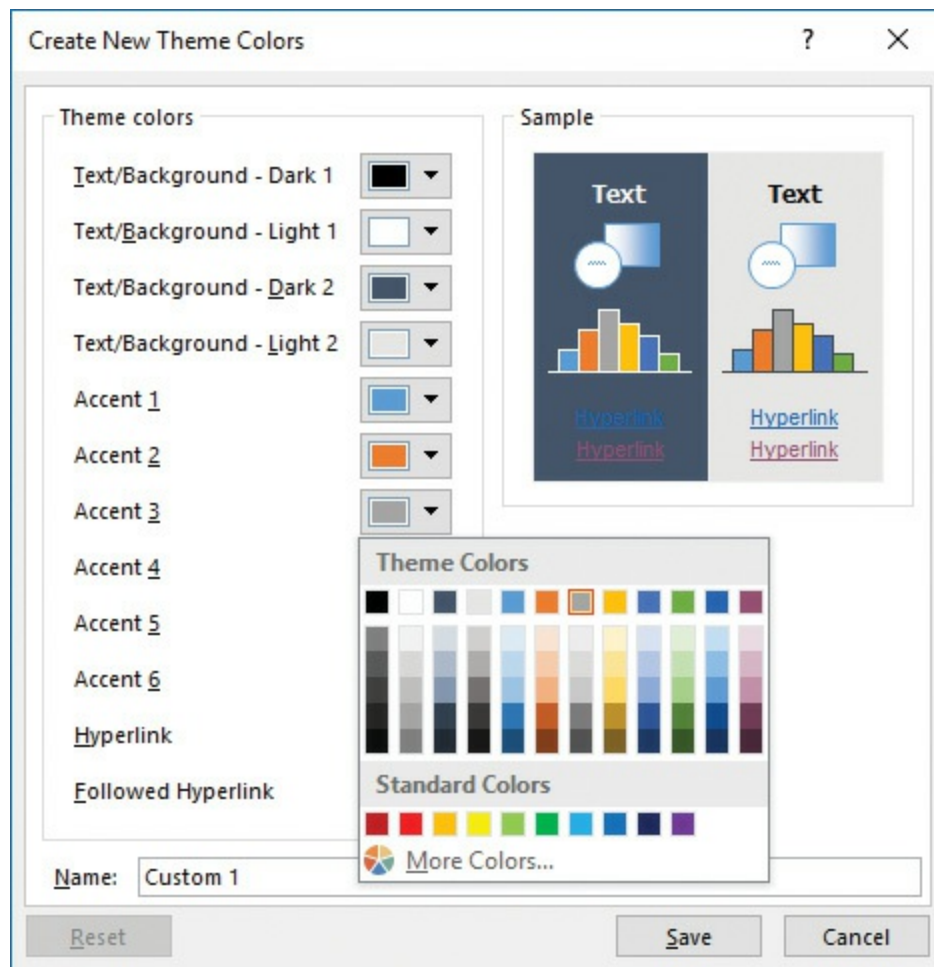 Create New Theme Colors ?
Theme colors
Text/Background - Dark 1
Text/Background - Light 1
Text/Background - Dark 2
Text/Background - Light 2
Accent 1
Accent 2
Accent 3
Accent 4
Accent 5
Accent 6
Hyperlink
Followed Hyperlink
Sample
Text Text
Hyperlink Hyperlink
Hyperlink Hyperlink
Theme Colors
Standard Colors
More Colors...
Name: Custom 1
Reset Save Cancel